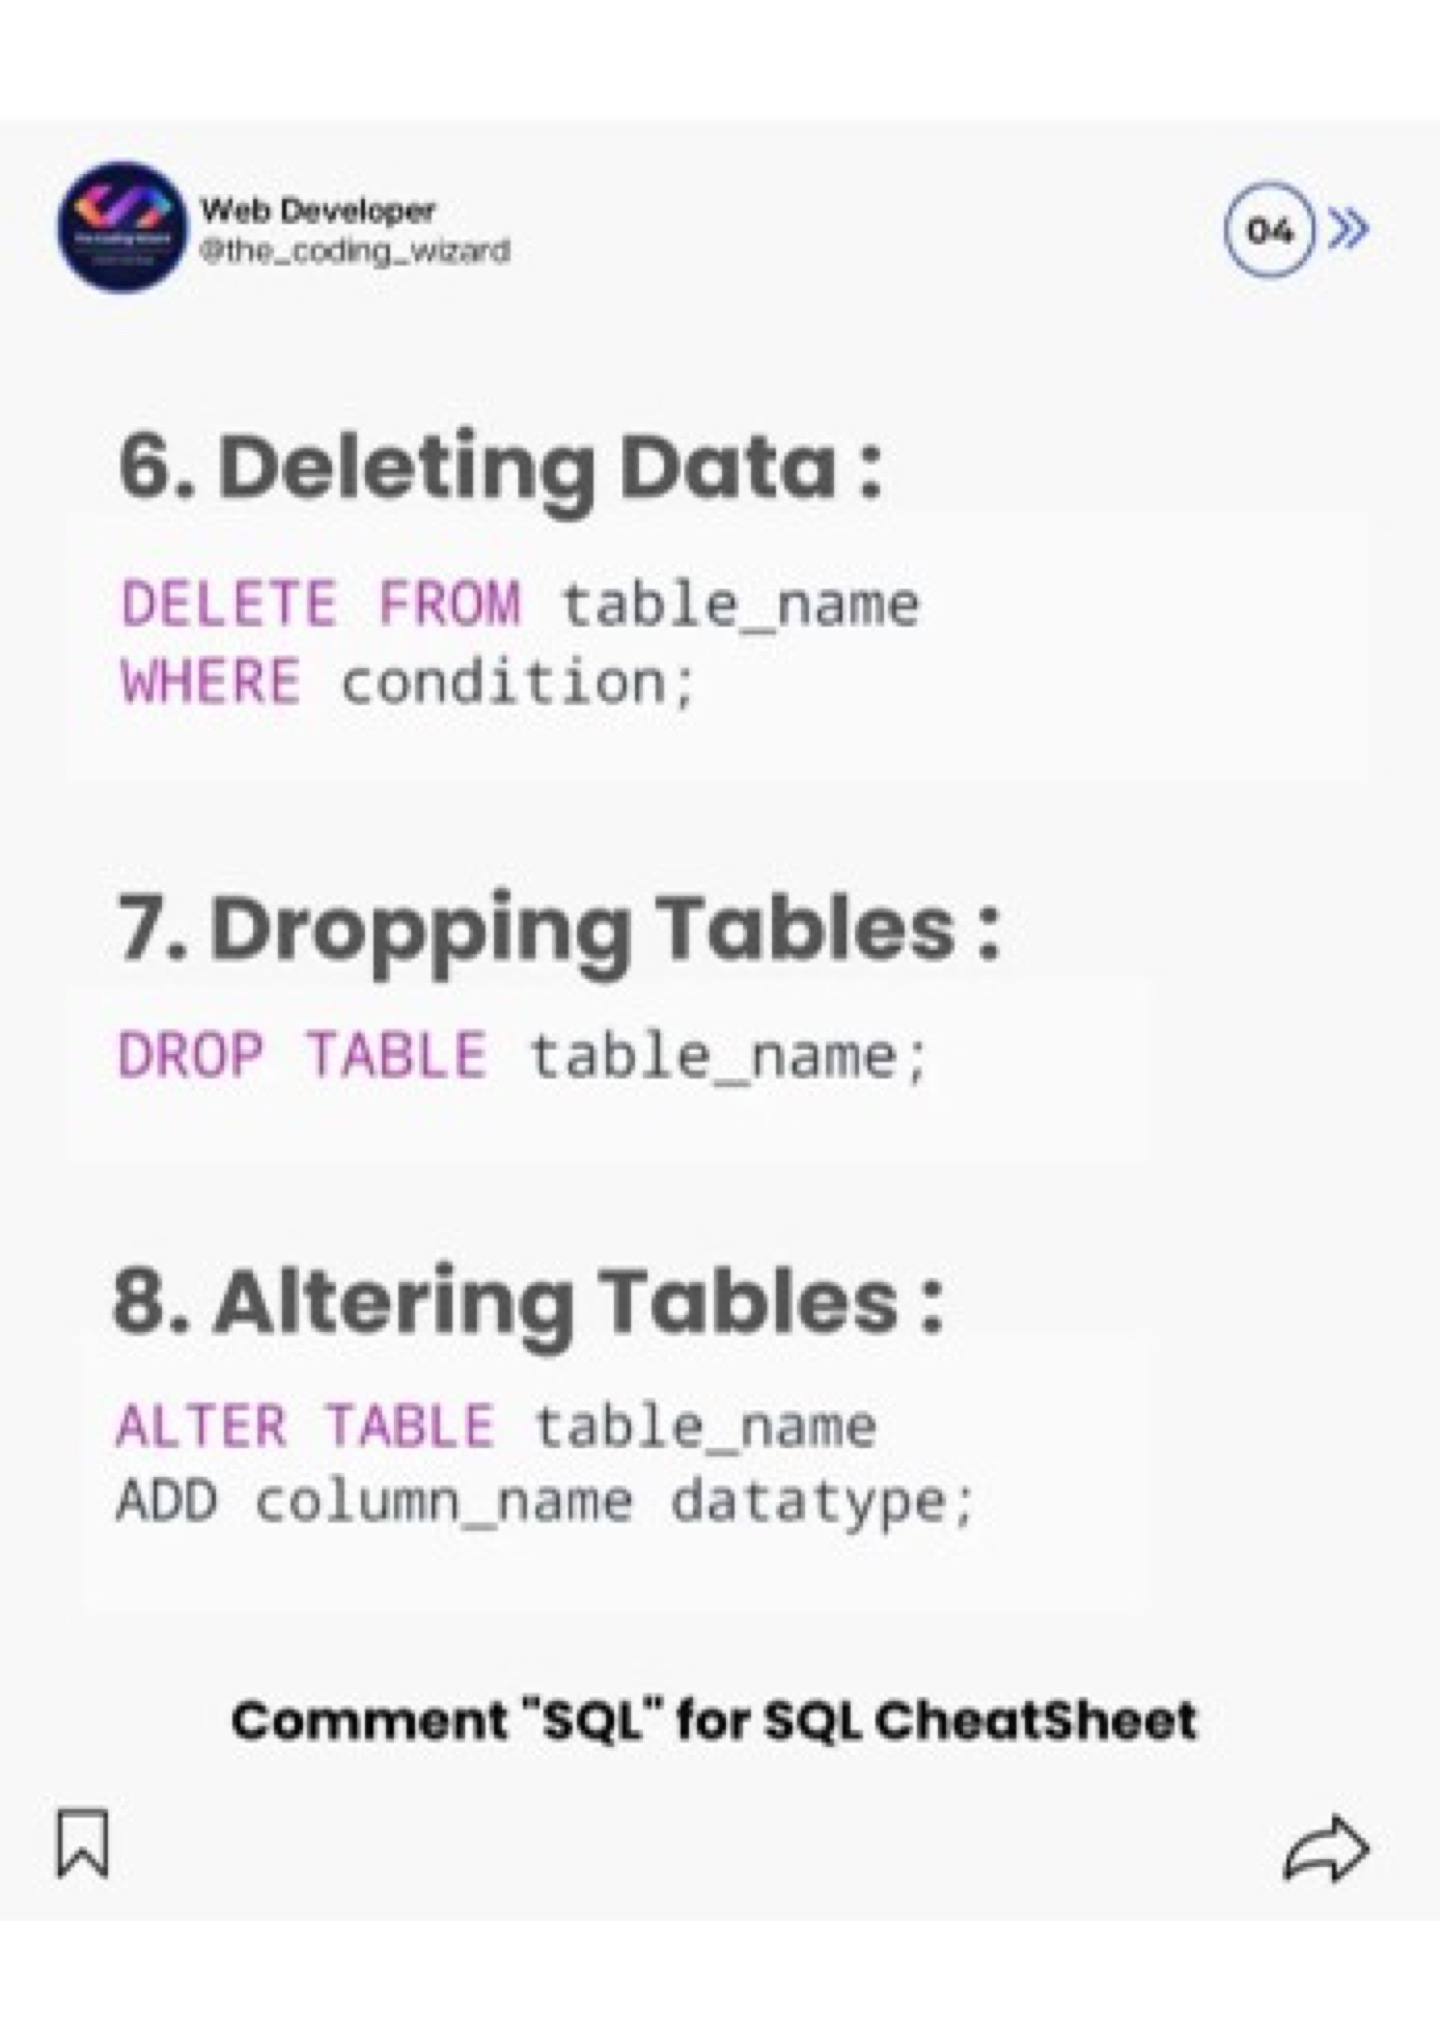 Web Developer
@the_coding_wizard
04
6. Deleting Data :
DELETE FROM table_name
WHERE condition;
7. Dropping Tables :
DROP TABLE table_name;
8. Altering Tables :
ALTER TABLE table_name
ADD column_name datatype;
Comment "SQL" for SQL CheatSheet